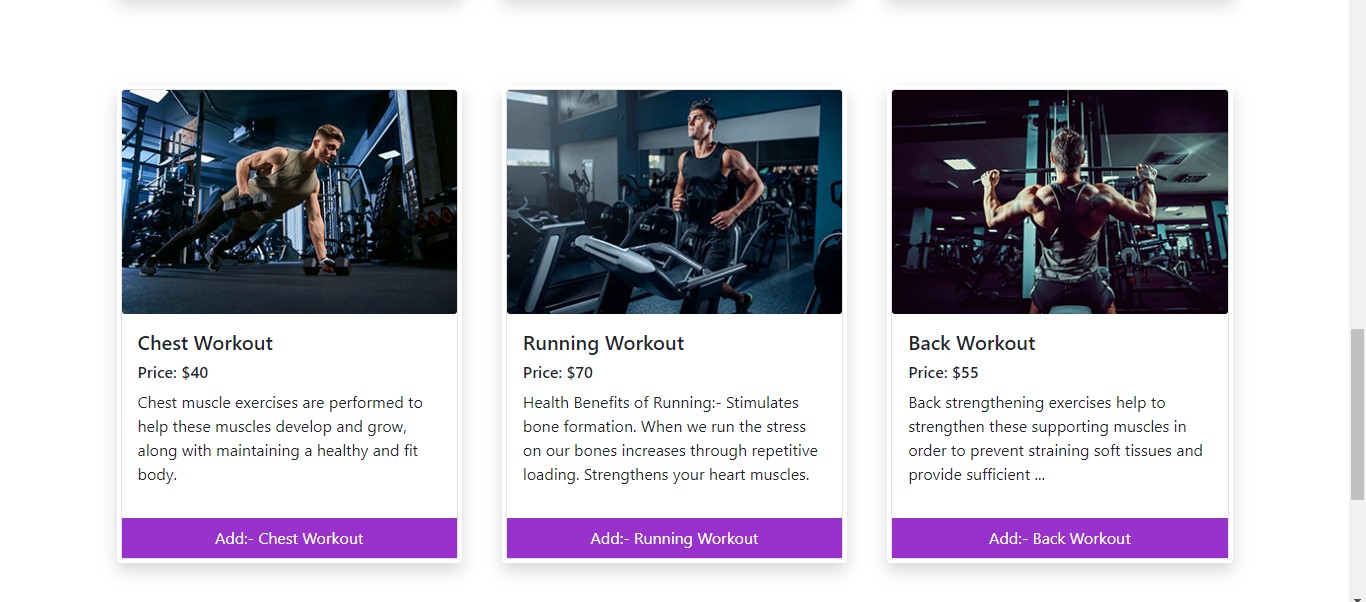 Chest Workout
Price: $40
Chest muscle exercises are performed to
help these muscles develop and grow,
along with maintaining a healthy and fit
body.
Add:- Chest Workout
Running Workout
Price: $70
Health Benefits of Running:- Stimulates
bone formation. When we run the stress
on our bones increases through repetitive
loading. Strengthens your heart muscles.
Add:- Running Workout
Back Workout
Price: $55
Back strengthening exercises help to
strengthen these supporting muscles in
order to prevent straining soft tissues and
provide sufficient ...
Add:- Back Workout